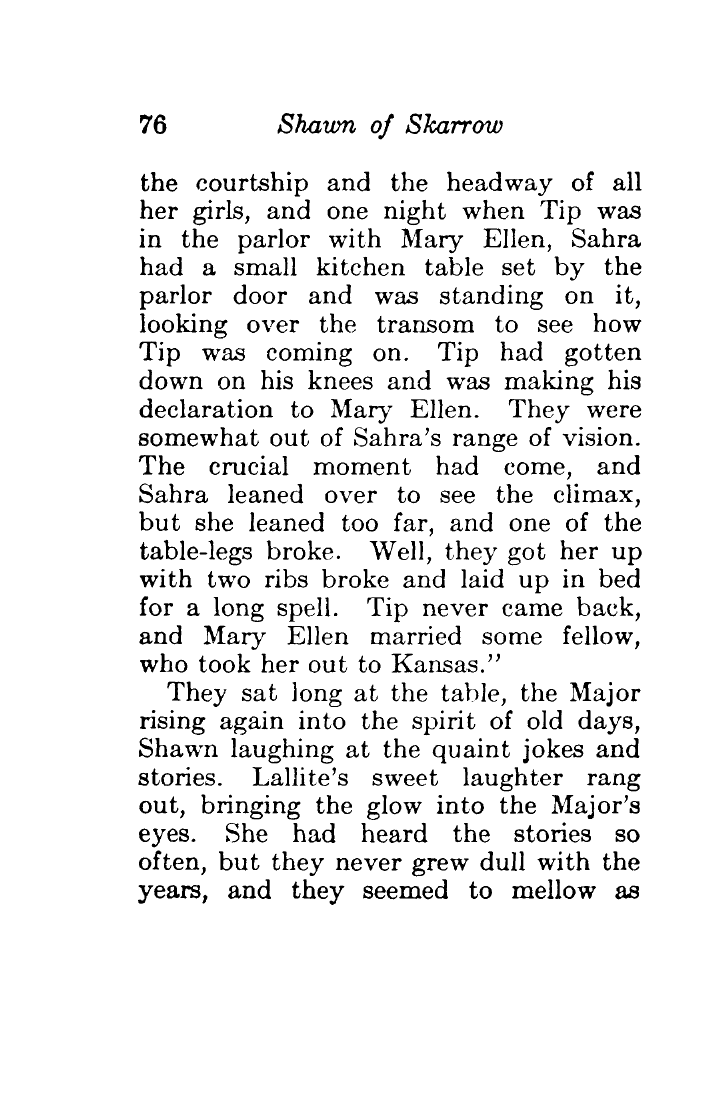 76 Shawn of Skarrow
the courtship and the headway of all
her girls, and one night when Tip was
in the parlor with Mary Ellen, Sahra
had a small kitchen table set by the
parlor door and was standing on it,
looking over the transom to see how
Tip was coming on. Tip had gotten
down on his knees and was making his
declaration to Mary Ellen. They were
somewhat out of Sahra's range of vision.
The crucial moment had come, and
Sahra leaned over to see the climax,
but she leaned too far, and one of the
table-legs broke. Well, they got her up
with two ribs broke and laid up in bed
for a long spell. Tip never came back,
and Mary Ellen married some fellow,
who took her out to Kansas."
They sat long at the table, the Major
rising again into the spirit of old days,
Shawn laughing at the quaint jokes and
stories. Lallite's sweet laughter rang
out, bringing the glow into the Major's
eyes. She had heard the stories so
often, but they never grew dull with the
years, and they seemed to mellow as